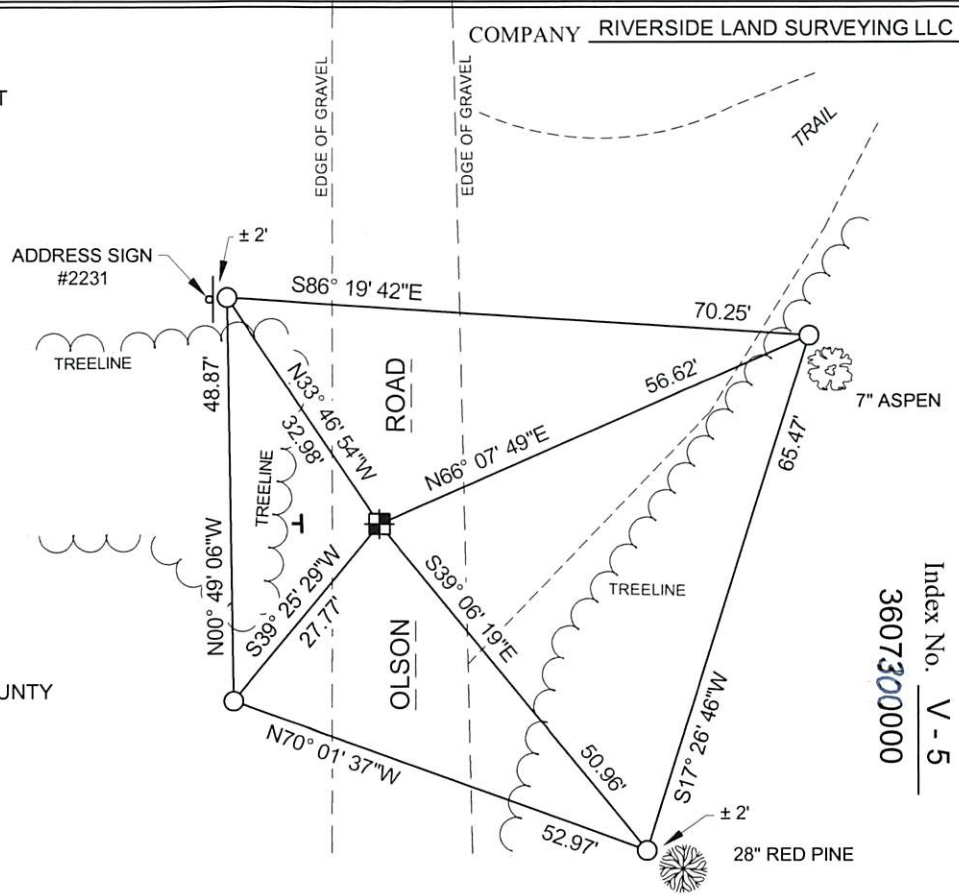 COMPANY RIVERSIDE LAND SURVEYING LLC
T
EDGE OF GRAVEL
EDGE OF GRAVEL
TRAIL
± 2'
ADDRESS SIGN
#2231
S86° 19' 42"E
70.25'
TREELINE
48.87'
N33° 46' 54"W
32.98'
ROAD
56.62'
7" ASPEN
N66° 07' 49"E
65.47'
TREELINE
N00° 49' 06"W
S39° 25' 29"W
27.77'
S39° 06' 19"E
TREELINE
OLSON
UNTY
N70° 01' 37"W
50.96'
S17° 26' 46"W
52.97'
± 2'
28" RED PINE
Index No. V - 5
3607300000